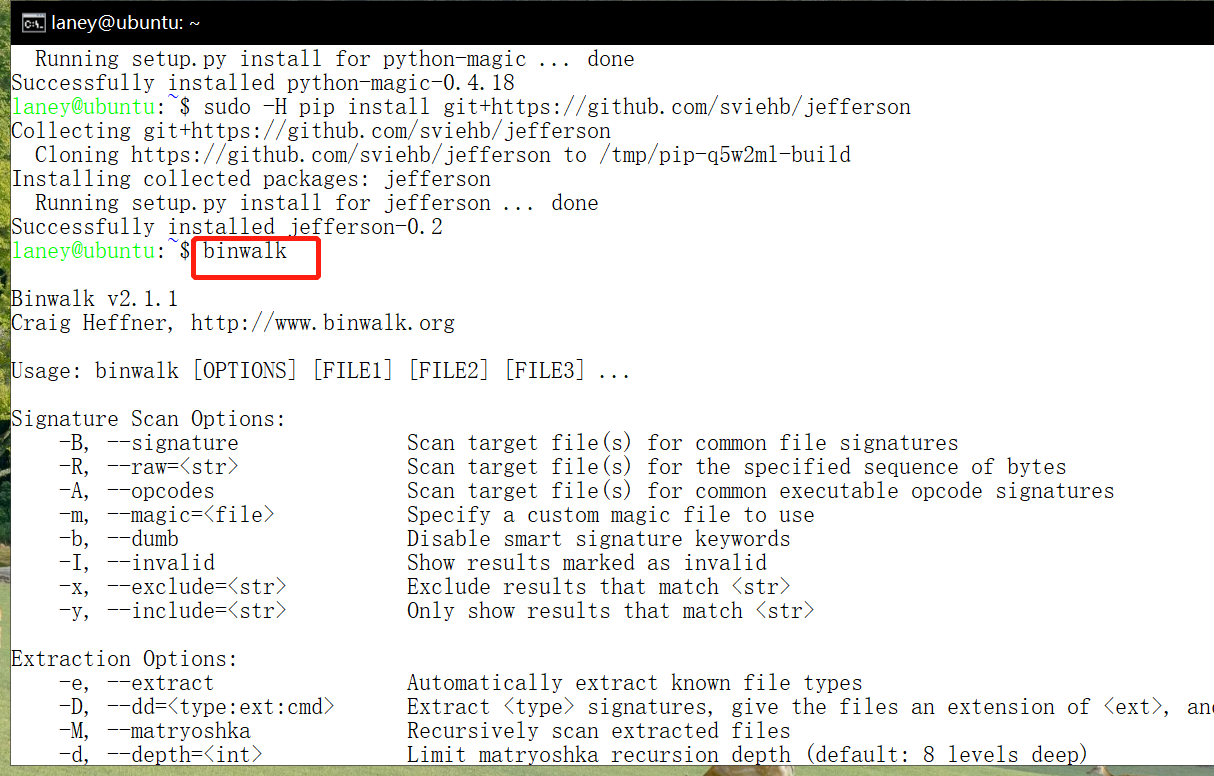 laney@ubuntu: ~
Running setup.py install for python-magic ... done
Successfully installed python-magic-0.4.18
laney@ubuntu:~$ sudo -H pip install git+https://github.com/sviehb/jefferson
Collecting git+https://github.com/sviehb/jefferson
Cloning https://github.com/sviehb/jefferson to /tmp/pip-q5w2ml-build
Installing collected packages: jefferson
Running setup.py install for jefferson ... done
Successfully installed jefferson-0.2
laney@ubuntu:~$ binwalk
Binwalk v2.1.1
Craig Heffner, http://www.binwalk.org
Usage: binwalk [OPTIONS] [FILE1] [FILE2] [FILE3] ...
Signature Scan Options:
-B, --signature Scan target file(s) for common file signatures
-R, --raw=<str> Scan target file(s) for the specified sequence of bytes
-A, --opcodes Scan target file(s) for common executable opcode signatures
-m, --magic=<file> Specify a custom magic file to use
-b, --dumb Disable smart signature keywords
-I, --invalid Show results marked as invalid
-x, --exclude=<str> Exclude results that match <str>
-y, --include=<str> Only show results that match <str>
Extraction Options:
-e, --extract Automatically extract known file types
-D, --dd=<type:ext:cmd> Extract <type> signatures, give the files an extension of <ext>, and
-M, --matryoshka Recursively scan extracted files
-d, --depth=<int> Limit matryoshka recursion depth (default: 8 levels deep)